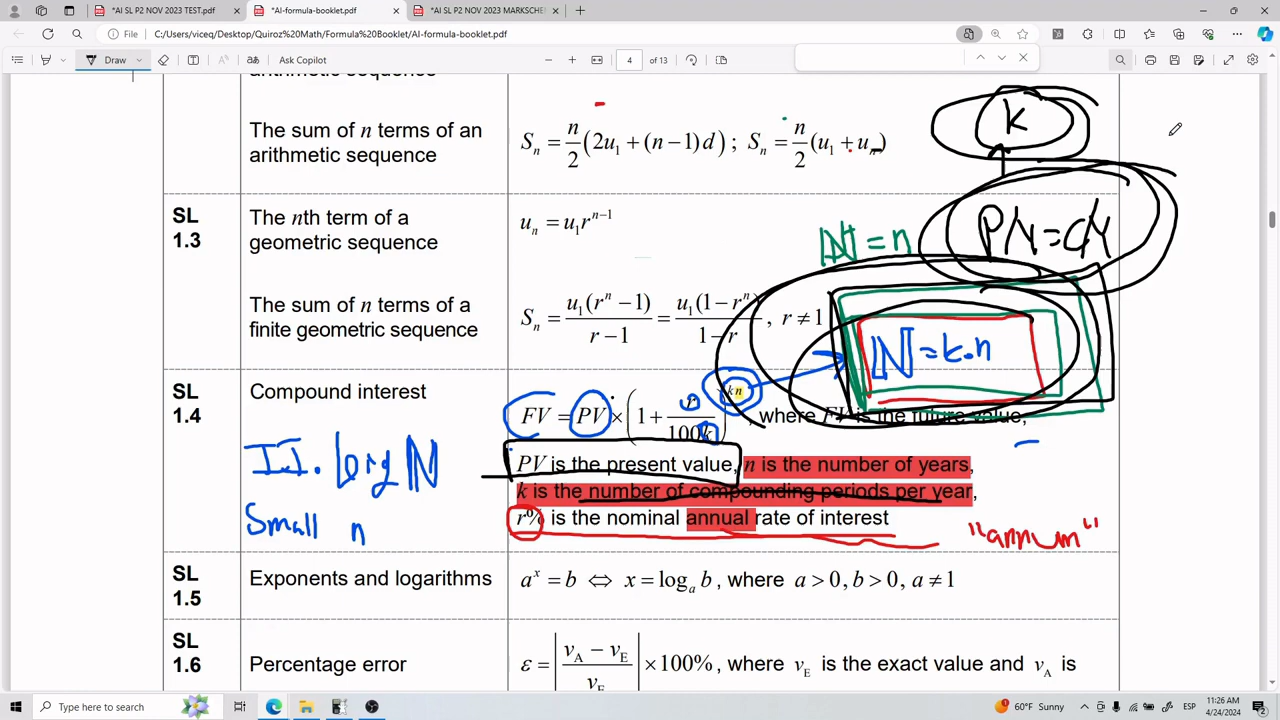 *AI SL P2 NOV 2023 TEST.pdf
*AI-formula-booklet.pdf
*AI SL P2 NOV 2023 MARKSCHE
File C:/Users/viceq/Desktop/Quiroz%20Math/Formula%20Booklet/AI-formula-booklet.pdf
Draw Ask Copilot 4 of 13
arithmetic sequence
The sum of n terms of an
arithmetic sequence
S_n = n/2 (2u_1 + (n − 1)d) ; S_n = n/2 (u_1 + u_n)
k
SL
1.3
The nth term of a
geometric sequence
u_n = u_1 r^{n−1}
N = n
The sum of n terms of a
finite geometric sequence
S_n = u_1(r^n − 1)/(r − 1) = u_1(1 − r^n)/(1 − r) , r ≠ 1
N = k.n
SL
1.4
Compound interest
FV = PV × (1 + r/100k)^{kn} , where FV is the future value,
PV is the present value, n is the number of years,
k is the number of compounding periods per year,
r% is the nominal annual rate of interest
big N
Small n
"annum"
SL
1.5
Exponents and logarithms
a^x = b ⇔ x = log_a b , where a > 0, b > 0, a ≠ 1
SL
1.6
Percentage error
ε = |(v_A − v_E)/v_E| × 100% , where v_E is the exact value and v_A is
Type here to search
60°F Sunny
ESP
11:26 AM
4/24/2024
2